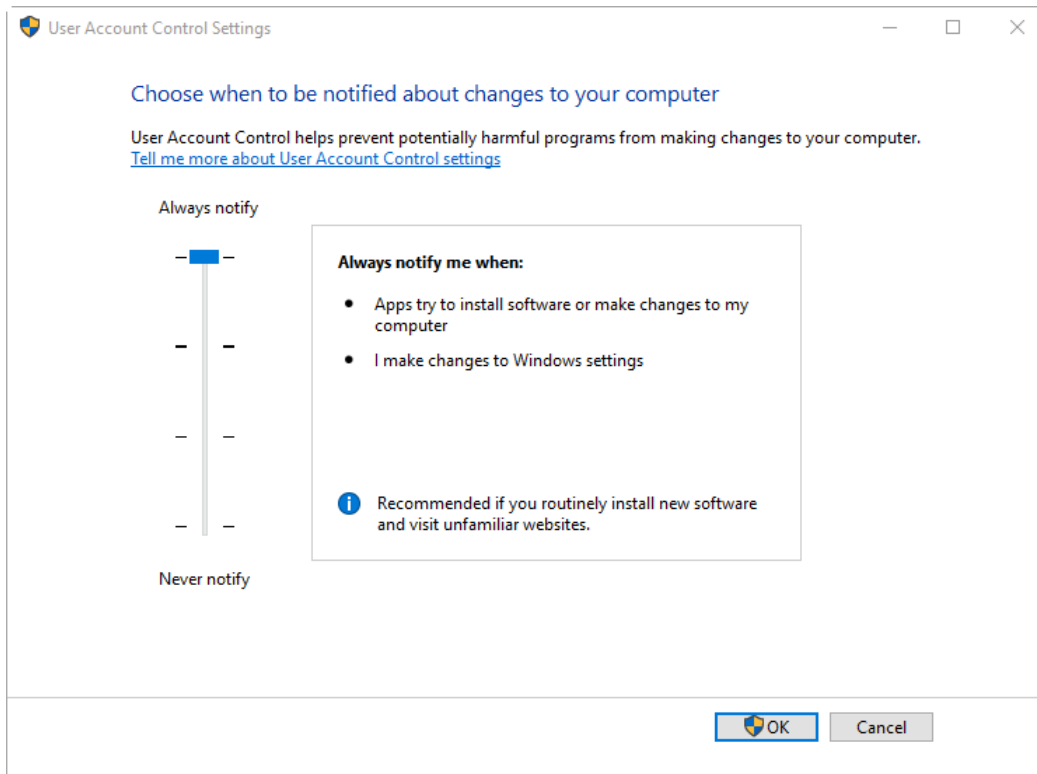 User Account Control Settings
Choose when to be notified about changes to your computer
User Account Control helps prevent potentially harmful programs from making changes to your computer.
Tell me more about User Account Control settings
Always notify
Always notify me when:
Apps try to install software or make changes to my
computer
I make changes to Windows settings
Recommended if you routinely install new software
and visit unfamiliar websites.
Never notify
OK
Cancel